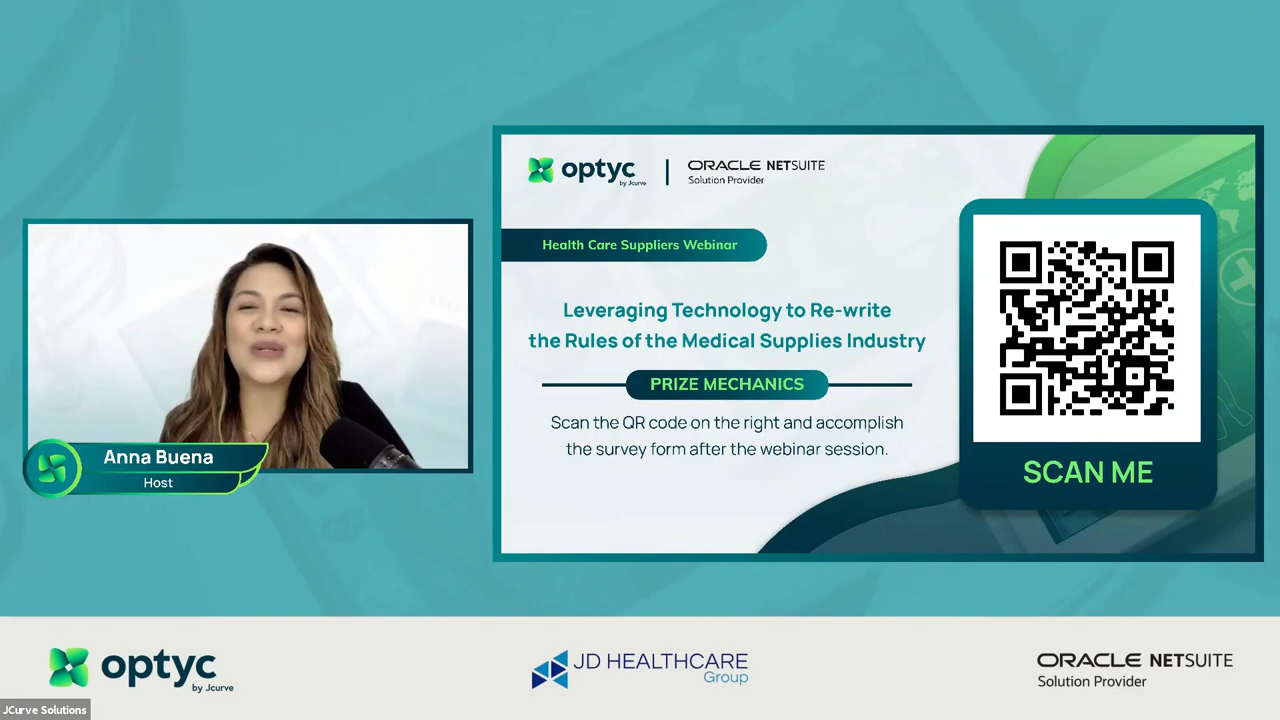 optyc
by Jcurve
ORACLE NETSUITE
Solution Provider
Health Care Suppliers Webinar
Leveraging Technology to Re-write
the Rules of the Medical Supplies Industry
PRIZE MECHANICS
Scan the QR code on the right and accomplish
the survey form after the webinar session.
SCAN ME
Anna Buena
Host
optyc
by Jcurve
JD HEALTHCARE
Group
ORACLE NETSUITE
Solution Provider
JCurve Solutions